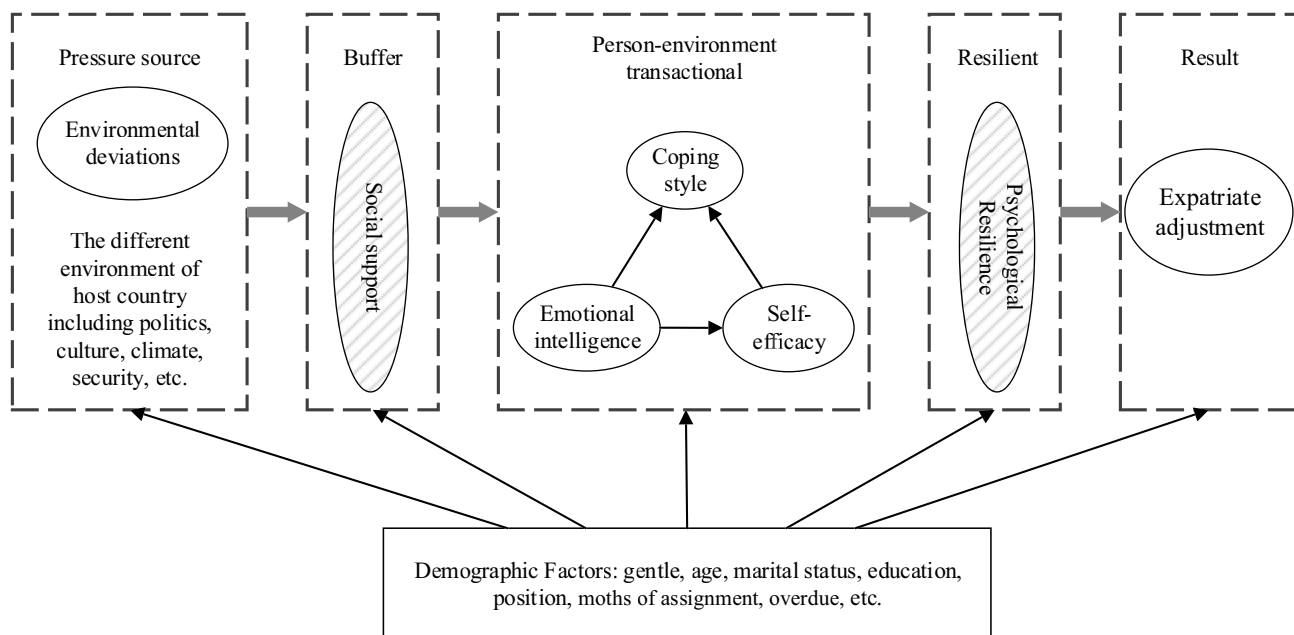 Pressure source
Environmental
deviations
The different
environment of
host country
including politics,
culture, climate,
security, etc.
Buffer
Social support
Person-environment
transactional
Coping
style
Emotional
intelligence
Self-
efficacy
Resilient
Psychological
Resilience
Result
Expatriate
adjustment
Demographic Factors: gentle, age, marital status, education,
position, moths of assignment, overdue, etc.